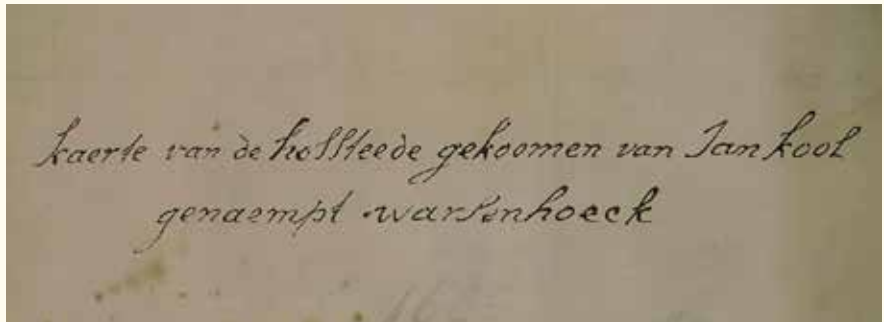 kaerte van de hofsteede gekoomen van Jan kool
genaempt warsenhoeck